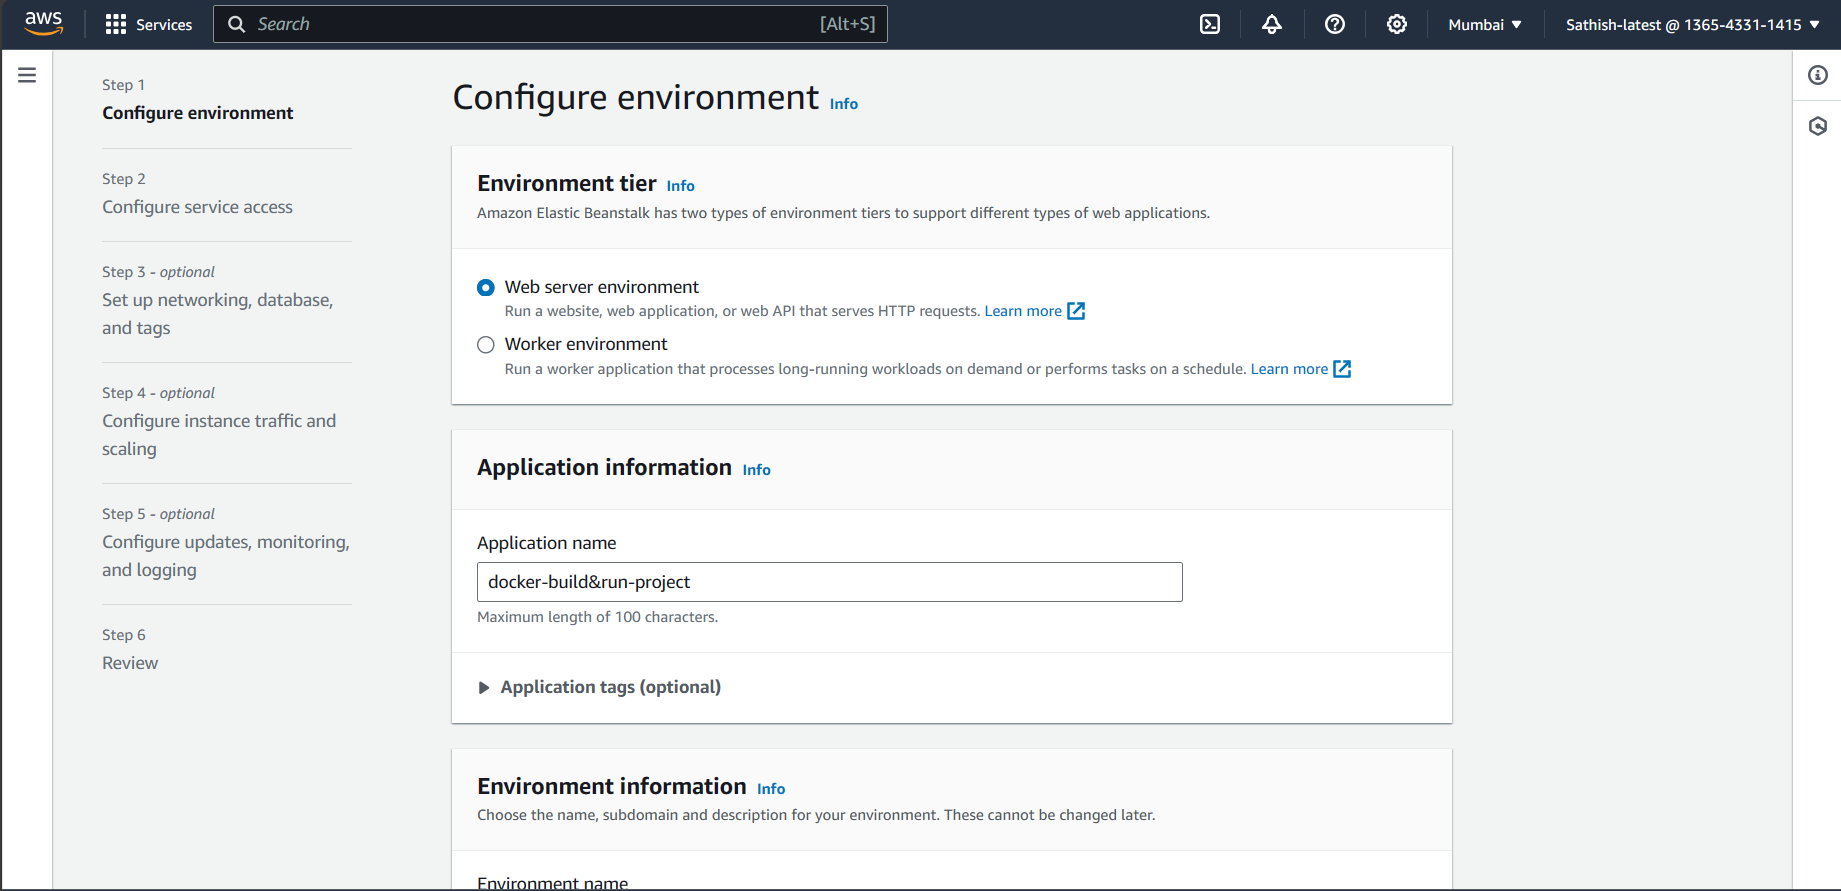 aws
Services
Search
[Alt+S]
Mumbai
Sathish-latest @ 1365-4331-1415
Step 1
Configure environment
Step 2
Configure service access
Step 3 - optional
Set up networking, database,
and tags
Step 4 - optional
Configure instance traffic and
scaling
Step 5 - optional
Configure updates, monitoring,
and logging
Step 6
Review
Configure environment Info
Environment tier Info
Amazon Elastic Beanstalk has two types of environment tiers to support different types of web applications.
Web server environment
Run a website, web application, or web API that serves HTTP requests. Learn more
Worker environment
Run a worker application that processes long-running workloads on demand or performs tasks on a schedule. Learn more
Application information Info
Application name
docker-build&run-project
Maximum length of 100 characters.
Application tags (optional)
Environment information Info
Choose the name, subdomain and description for your environment. These cannot be changed later.
Environment name